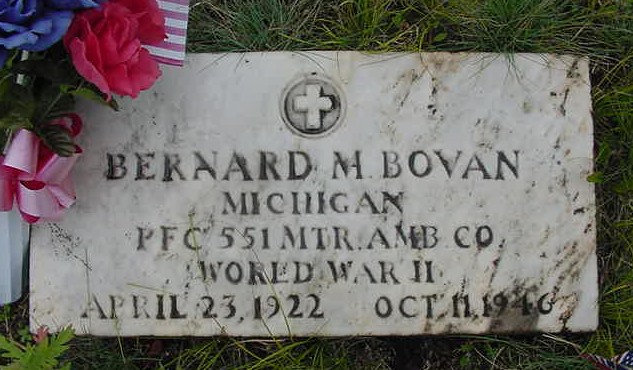 BERNARD M BOVAN
MICHIGAN
PFC 551 MTR AMB CO
WORLD WAR II
APRIL 23, 1922 OCT 11, 1946